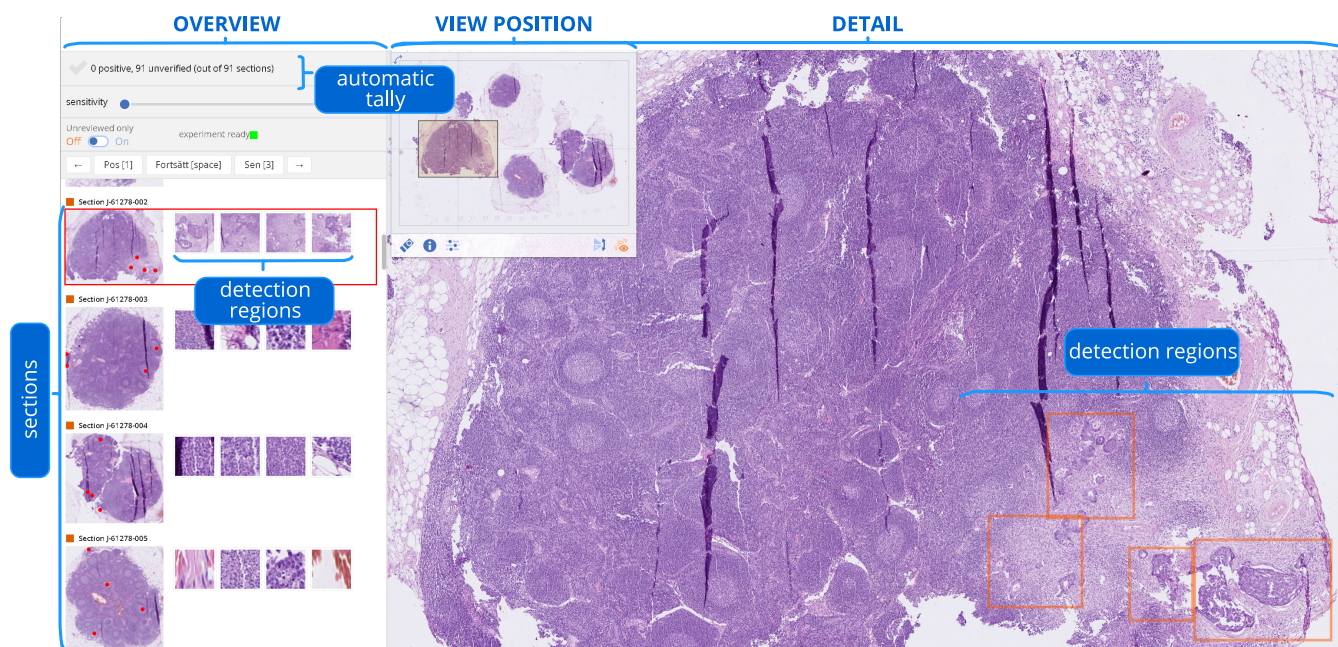 OVERVIEW
VIEW POSITION
DETAIL
0 positive, 91 unverified (out of 91 sections)
automatic
tally
sensitivity
Unreviewed only
Off On
experiment ready
← Pos [1] Fortsätt [space] Sen [3] →
Section J-61278-002
detection
regions
Section J-61278-003
detection regions
sections
Section J-61278-004
Section J-61278-005